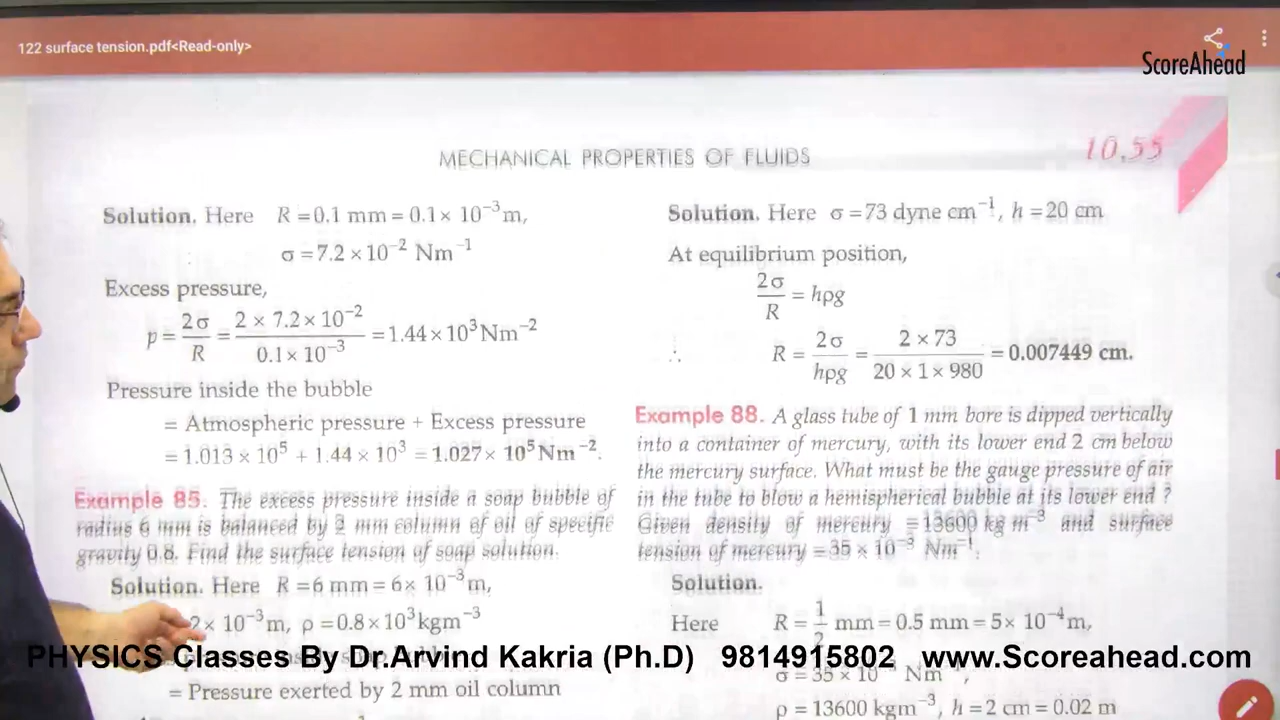 122 surface tension.pdf<Read-only>
ScoreAhead
MECHANICAL PROPERTIES OF FLUIDS
10.55
Solution. Here R = 0.1 mm = 0.1 × 10⁻³ m,
σ = 7.2 × 10⁻² Nm⁻¹
Excess pressure,
p = 2σ/R = (2 × 7.2 × 10⁻²)/(0.1 × 10⁻³) = 1.44 × 10³ Nm⁻²
Pressure inside the bubble
= Atmospheric pressure + Excess pressure
= 1.013 × 10⁵ + 1.44 × 10³ = 1.027 × 10⁵ Nm⁻².
Example 85. The excess pressure inside a soap bubble of
radius 6 mm is balanced by 2 mm column of oil of specific
gravity 0.8. Find the surface tension of soap solution.
Solution. Here R = 6 mm = 6 × 10⁻³ m,
2 × 10⁻³ m, ρ = 0.8 × 10³ kgm⁻³
= Pressure exerted by 2 mm oil column
Solution. Here σ = 73 dyne cm⁻¹, h = 20 cm
At equilibrium position,
2σ/R = hρg
∴ R = 2σ/hρg = (2 × 73)/(20 × 1 × 980) = 0.007449 cm.
Example 88. A glass tube of 1 mm bore is dipped vertically
into a container of mercury, with its lower end 2 cm below
the mercury surface. What must be the gauge pressure of air
in the tube to blow a hemispherical bubble at its lower end ?
Given density of mercury = 13600 kg m⁻³ and surface
tension of mercury = 35 × 10⁻³ Nm⁻¹.
Solution.
Here R = 1/2 mm = 0.5 mm = 5 × 10⁻⁴ m,
σ = 35 × 10⁻³ Nm⁻¹,
ρ = 13600 kgm⁻³, h = 2 cm = 0.02 m
PHYSICS Classes By Dr.Arvind Kakria (Ph.D) 9814915802 www.Scoreahead.com